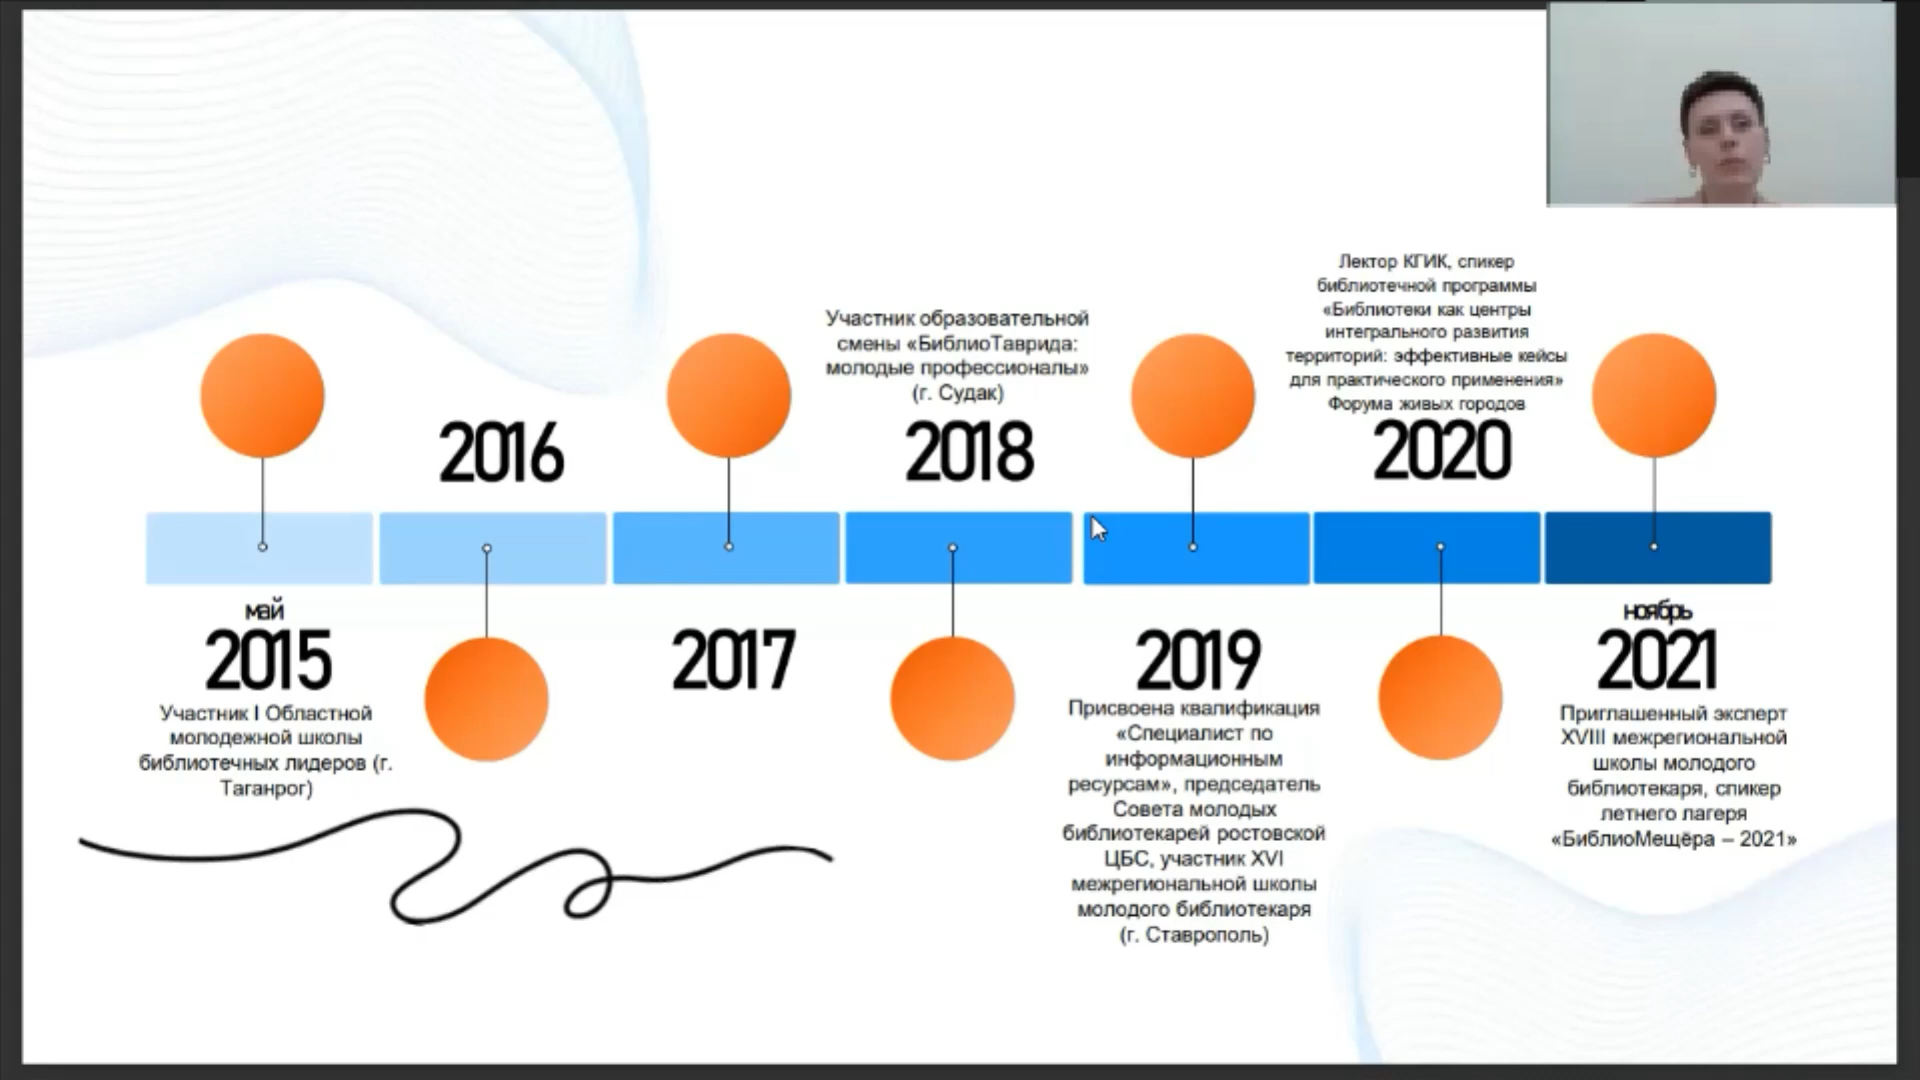 Лектор КГИК, спикер
библиотечной программы
«Библиотеки как центры
интегрального развития
территорий: эффективные кейсы
для практического применения»
Форума живых городов
2020
Участник образовательной
смены «БиблиоТаврида:
молодые профессионалы»
(г. Судак)
2018
2016
май
2015
Участник I Областной
молодежной школы
библиотечных лидеров (г.
Таганрог)
2017
2019
Присвоена квалификация
«Специалист по
информационным
ресурсам», председатель
Совета молодых
библиотекарей ростовской
ЦБС, участник XVI
межрегиональной школы
молодого библиотекаря
(г. Ставрополь)
ноябрь
2021
Приглашенный эксперт
XVIII межрегиональной
школы молодого
библиотекаря, спикер
летнего лагеря
«БиблиоМещёра – 2021»